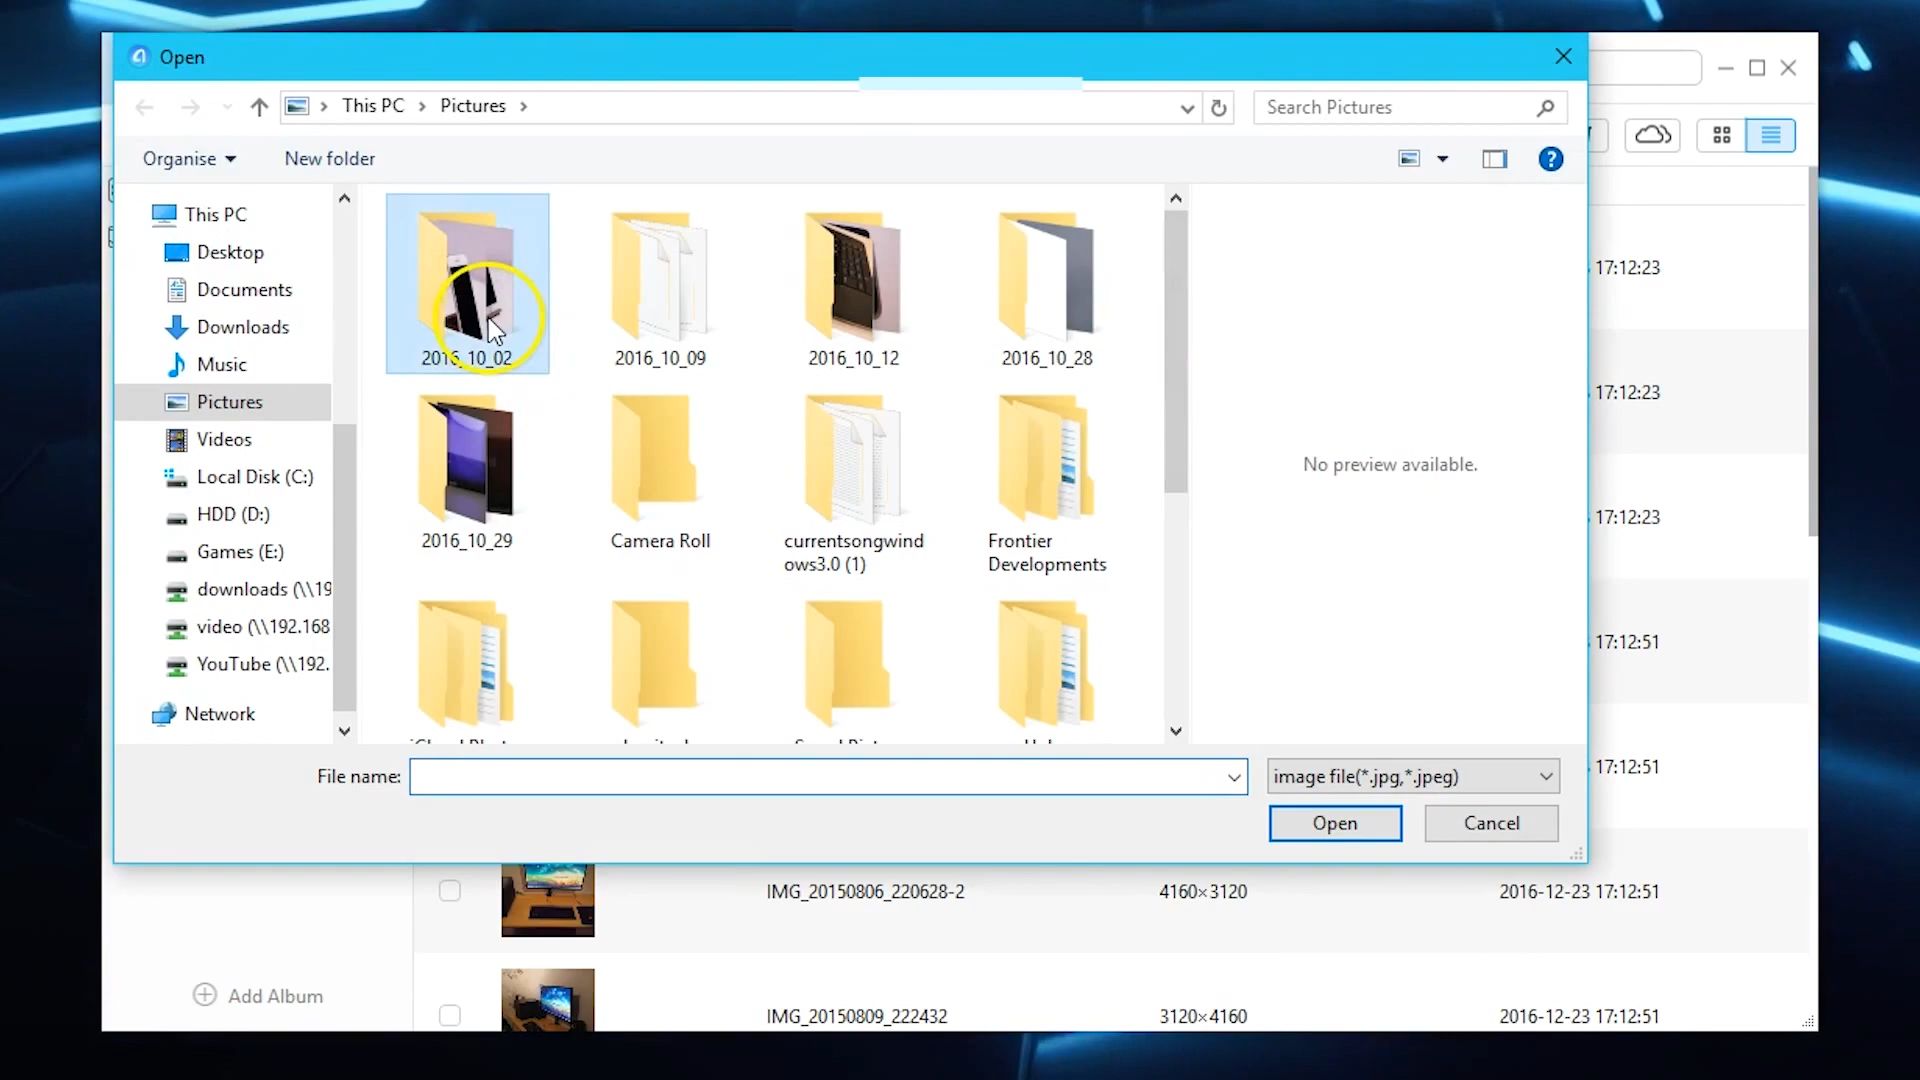 Open
This PC
Pictures
Search Pictures
Organise
New folder
This PC
Desktop
Documents
Downloads
Music
Pictures
Videos
Local Disk (C:)
HDD (D:)
Games (E:)
downloads (\\19
video (\\192.168
YouTube (\\192.
Network
2016_10_02
2016_10_09
2016_10_12
2016_10_28
2016_10_29
Camera Roll
currentsongwind
ows3.0 (1)
Frontier
Developments
No preview available.
17:12:23
17:12:23
17:12:23
17:12:51
17:12:51
File name:
image file(*.jpg,*.jpeg)
Open
Cancel
IMG_20150806_220628-2
4160×3120
2016-12-23 17:12:51
Add Album
IMG_20150809_222432
3120×4160
2016-12-23 17:12:51